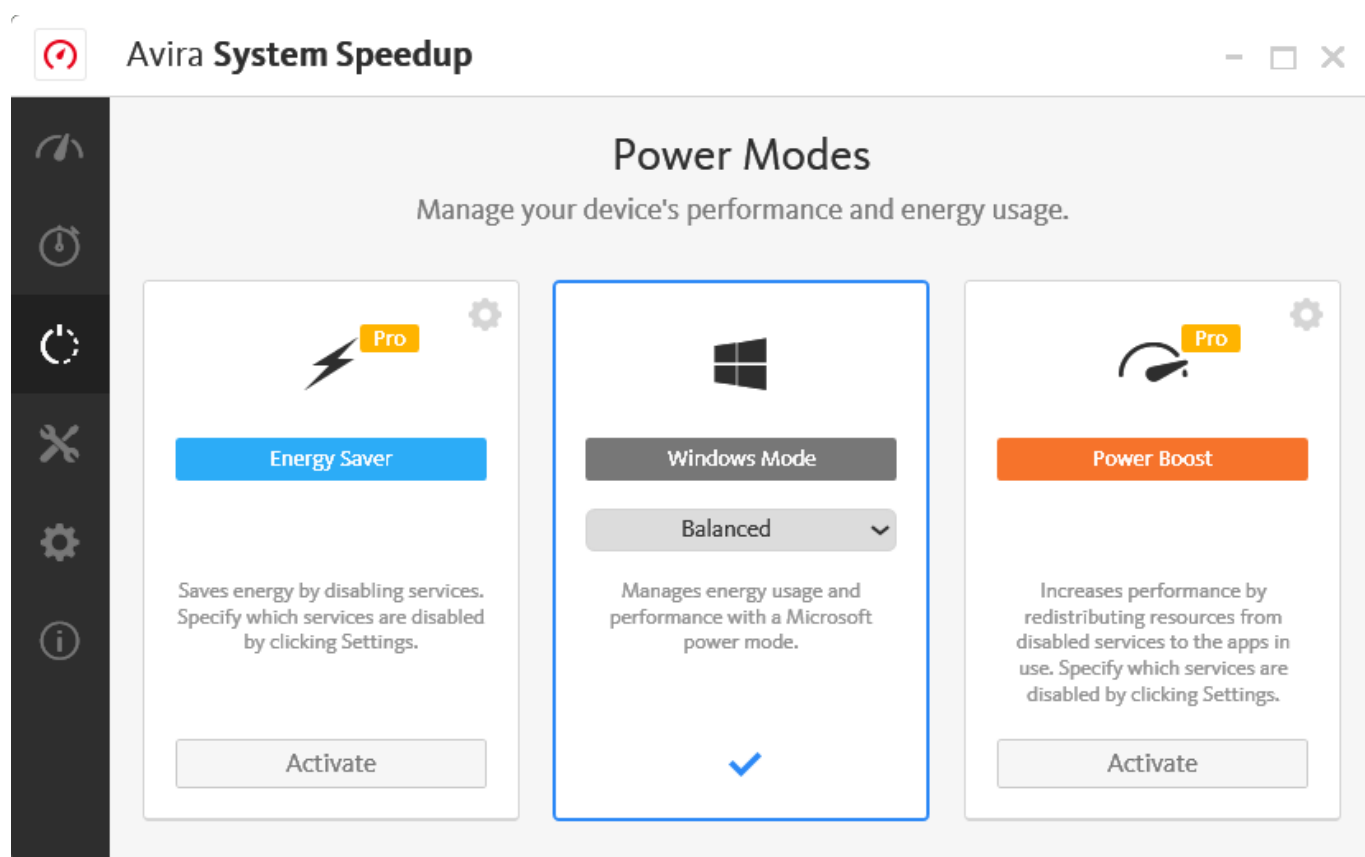 Avira System Speedup
Power Modes
Manage your device's performance and energy usage.
Pro
Energy Saver
Saves energy by disabling services.
Specify which services are disabled
by clicking Settings.
Activate
Windows Mode
Balanced
Manages energy usage and
performance with a Microsoft
power mode.
Pro
Power Boost
Increases performance by
redistributing resources from
disabled services to the apps in
use. Specify which services are
disabled by clicking Settings.
Activate